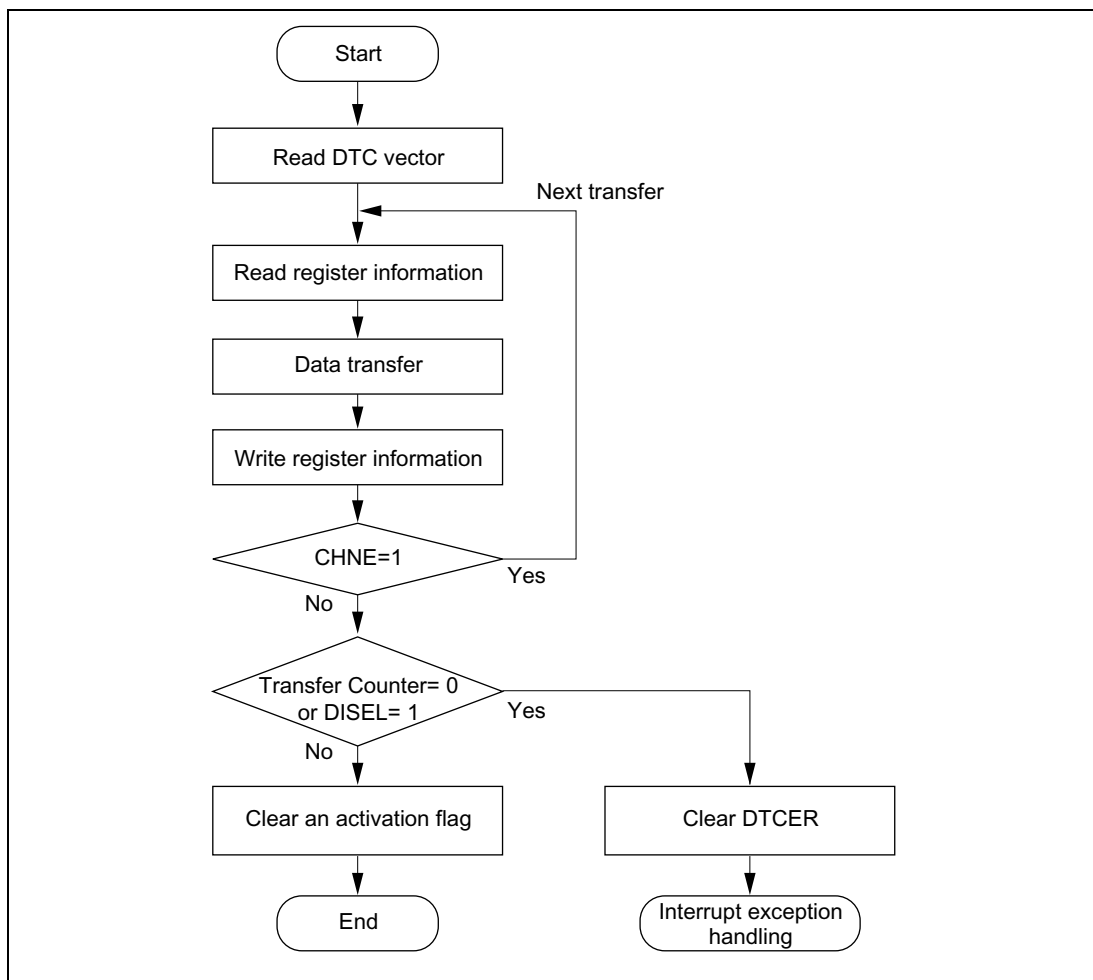 Start
Read DTC vector
Next transfer
Read register information
Data transfer
Write register information
CHNE=1
Yes
No
Transfer Counter= 0
or DISEL= 1
Yes
No
Clear an activation flag
Clear DTCER
End
Interrupt exception
handling